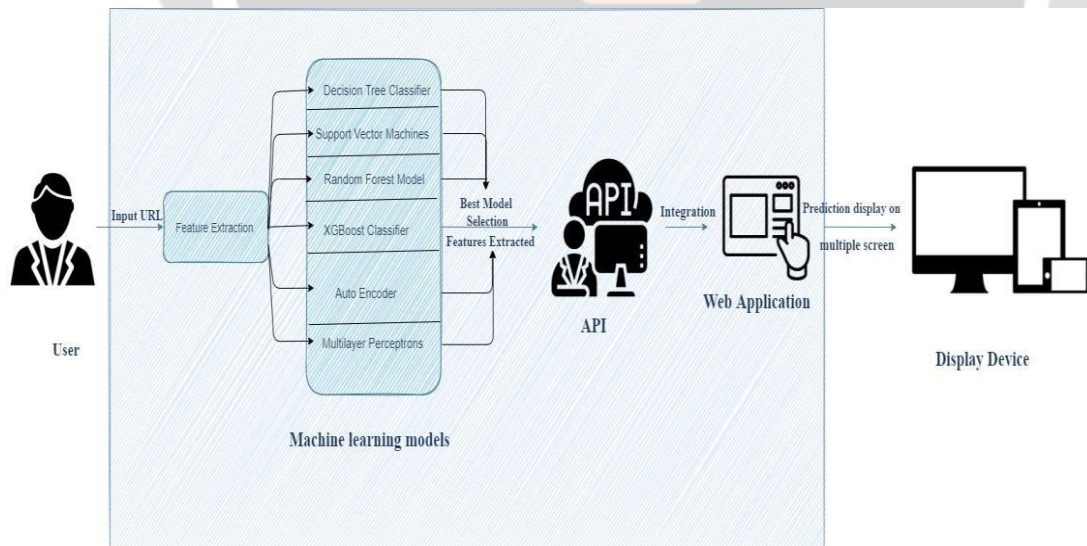 User
Input URL
Feature Extraction
Decision Tree Classifier
Support Vector Machines
Random Forest Model
XGBoost Classifier
Auto Encoder
Multilayer Perceptrons
Machine learning models
Best Model
Selection
Features Extracted
API
API
Integration
Web Application
Prediction display on
multiple screen
Display Device